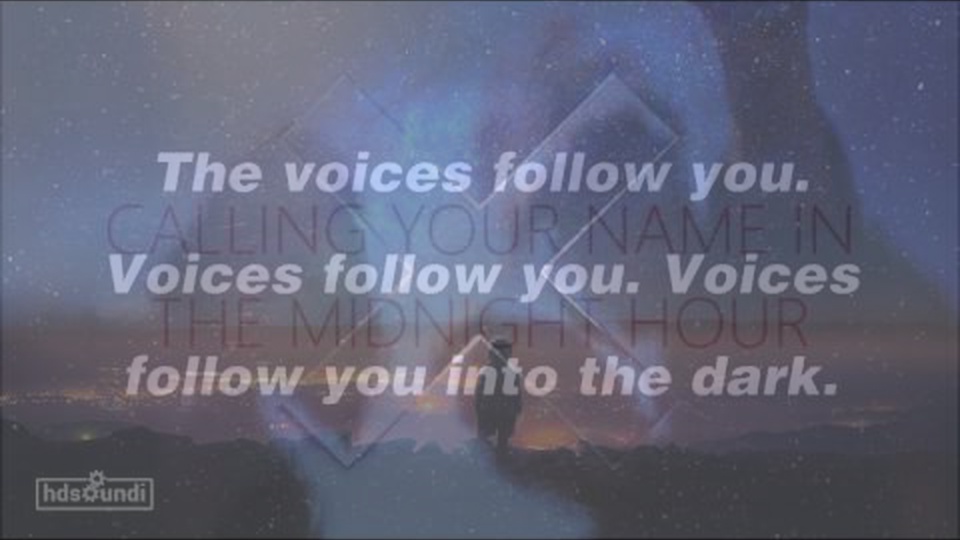 The voices follow you.
CALLING YOUR NAME IN
Voices follow you. Voices
THE MIDNIGHT HOUR
follow you into the dark.
hdsoundi